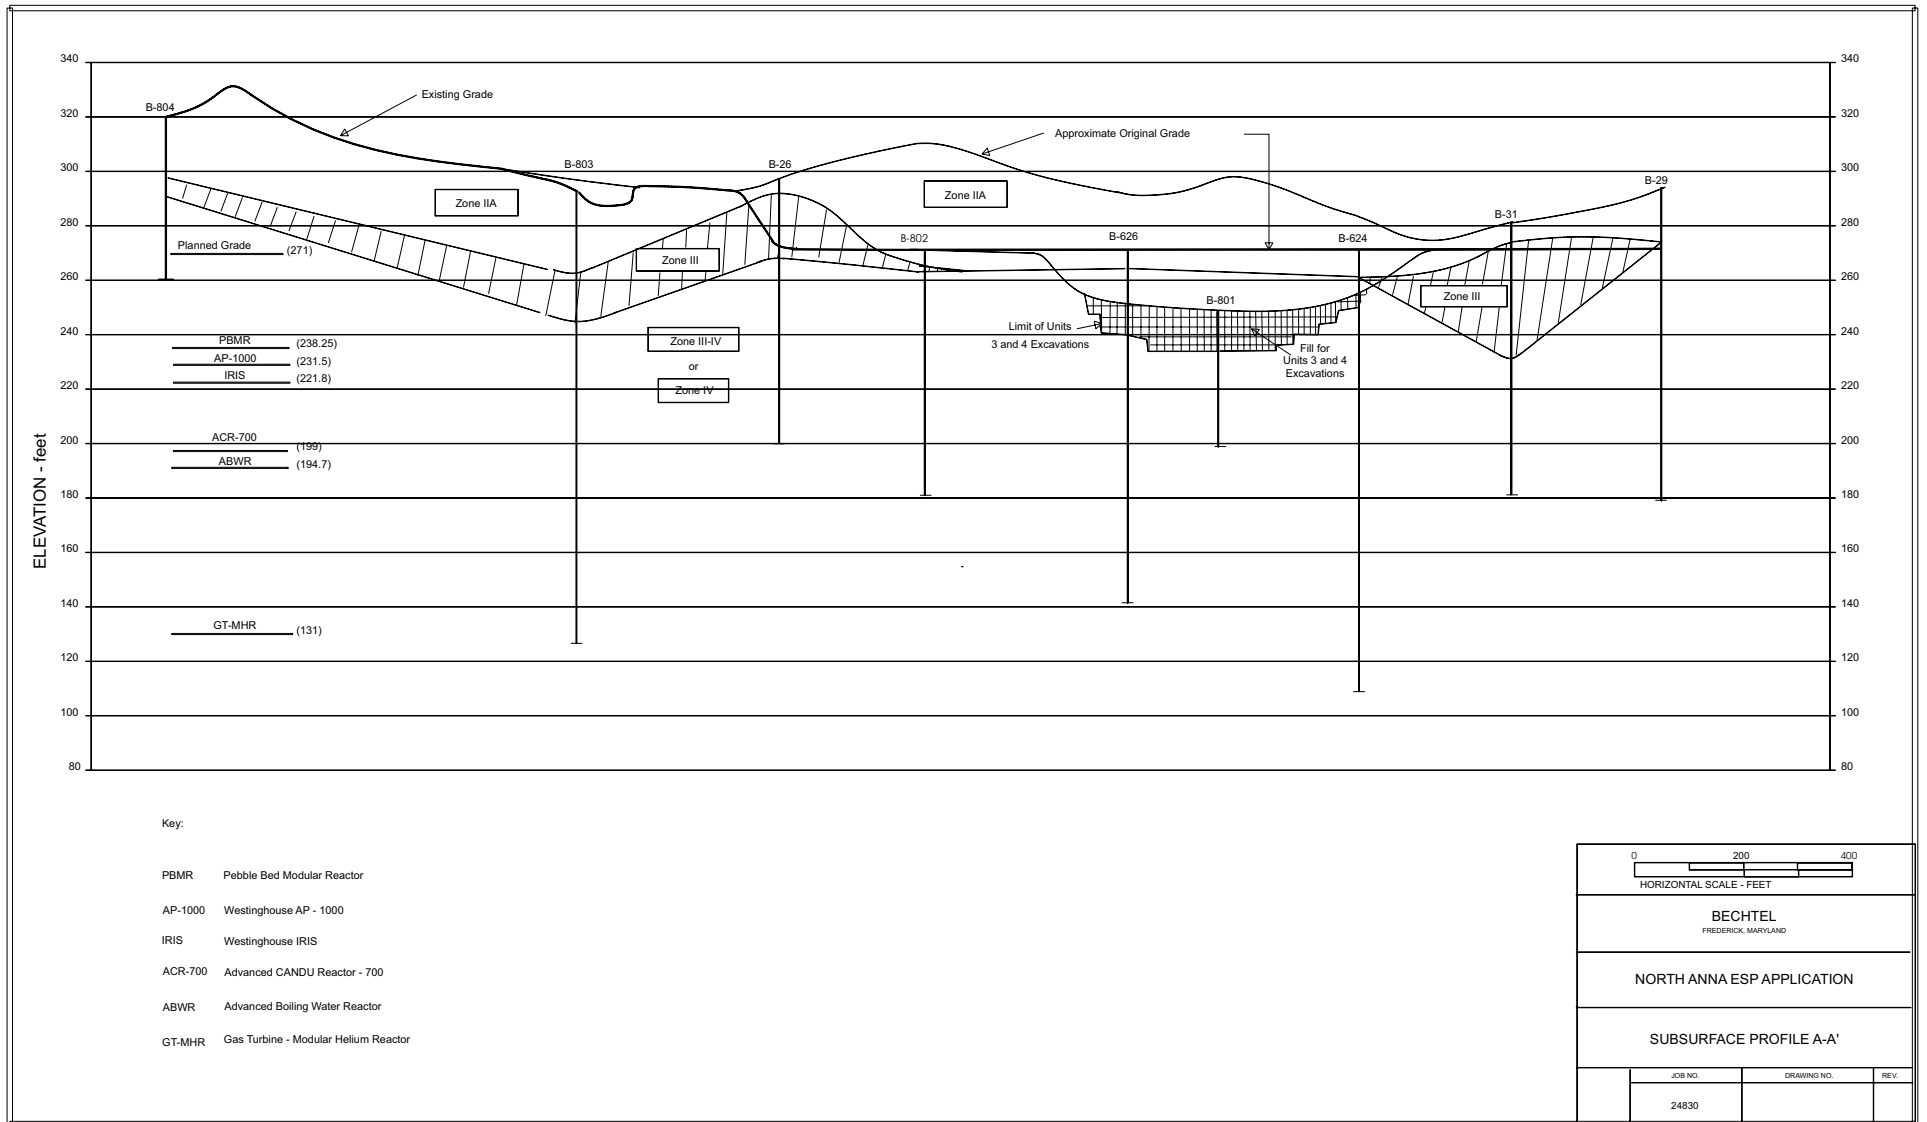 340
340
Existing Grade
B-804
320
320
Approximate Original Grade
B-803
B-26
300
300
B-29
Zone IIA
Zone IIA
B-31
280
280
B-802
B-626
B-624
Planned Grade
(271)
Zone III
260
260
Zone III
B-801
Limit of Units
3 and 4 Excavations
240
240
Zone III-IV
or
Zone IV
Fill for
Units 3 and 4
Excavations
PBMR
(238.25)
AP-1000
(231.5)
IRIS
(221.8)
220
220
ACR-700
(199)
200
200
ABWR
(194.7)
180
180
ELEVATION - feet
160
160
140
140
GT-MHR
(131)
120
120
100
100
80
80
Key:
PBMR Pebble Bed Modular Reactor
AP-1000 Westinghouse AP - 1000
IRIS Westinghouse IRIS
ACR-700 Advanced CANDU Reactor - 700
ABWR Advanced Boiling Water Reactor
GT-MHR Gas Turbine - Modular Helium Reactor
0 200 400
HORIZONTAL SCALE - FEET
BECHTEL
FREDERICK, MARYLAND
NORTH ANNA ESP APPLICATION
SUBSURFACE PROFILE A-A'
JOB NO. DRAWING NO. REV.
24830